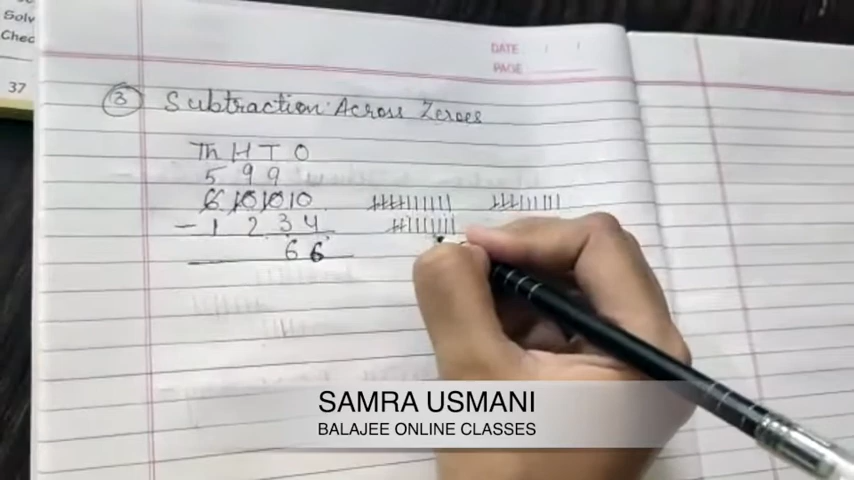 Solv
Chec
37
DATE / /
PAGE
3 Subtraction Across Zeroes
Th H T O
5 9 9
6 10 10 10
- 1 2 3 4
6 6
SAMRA USMANI
BALAJEE ONLINE CLASSES